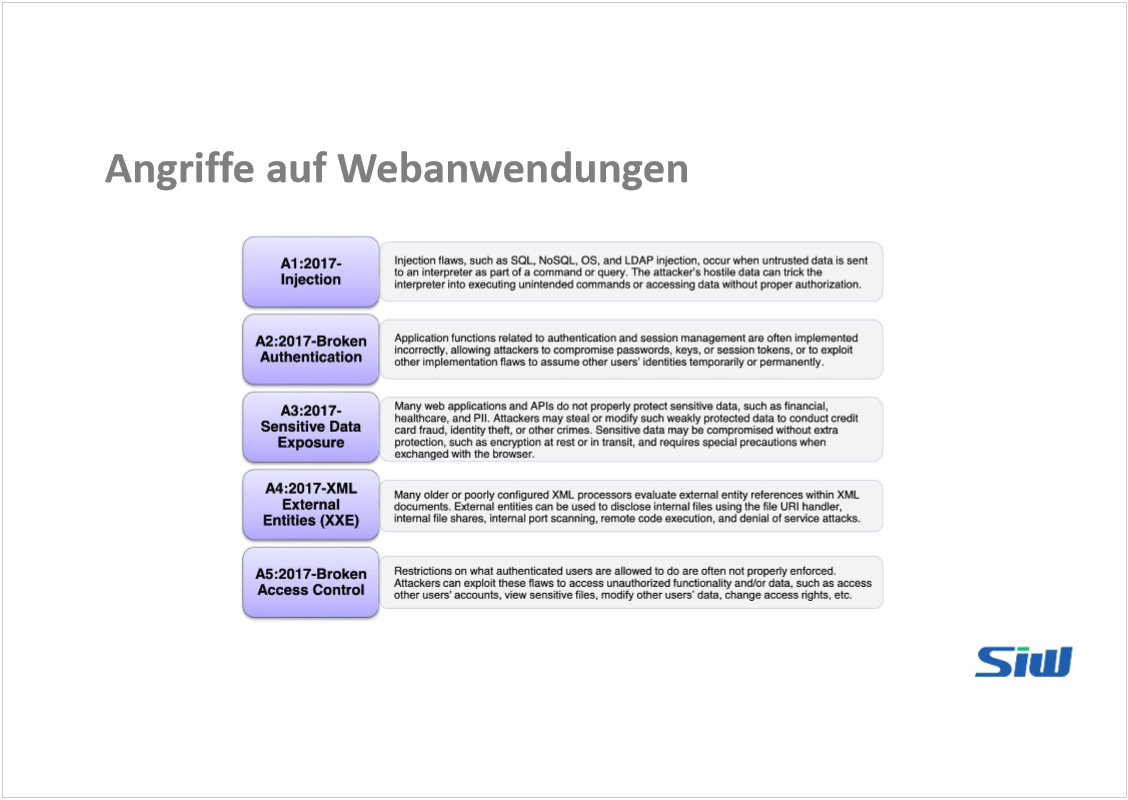 Angriffe auf Webanwendungen
A1:2017-
Injection
Injection flaws, such as SQL, NoSQL, OS, and LDAP injection, occur when untrusted data is sent
to an interpreter as part of a command or query. The attacker's hostile data can trick the
interpreter into executing unintended commands or accessing data without proper authorization.
A2:2017-Broken
Authentication
Application functions related to authentication and session management are often implemented
incorrectly, allowing attackers to compromise passwords, keys, or session tokens, or to exploit
other implementation flaws to assume other users' identities temporarily or permanently.
A3:2017-
Sensitive Data
Exposure
Many web applications and APIs do not properly protect sensitive data, such as financial,
healthcare, and PII. Attackers may steal or modify such weakly protected data to conduct credit
card fraud, identity theft, or other crimes. Sensitive data may be compromised without extra
protection, such as encryption at rest or in transit, and requires special precautions when
exchanged with the browser.
A4:2017-XML
External
Entities (XXE)
Many older or poorly configured XML processors evaluate external entity references within XML
documents. External entities can be used to disclose internal files using the file URI handler,
internal file shares, internal port scanning, remote code execution, and denial of service attacks.
A5:2017-Broken
Access Control
Restrictions on what authenticated users are allowed to do are often not properly enforced.
Attackers can exploit these flaws to access unauthorized functionality and/or data, such as access
other users' accounts, view sensitive files, modify other users' data, change access rights, etc.
SiW